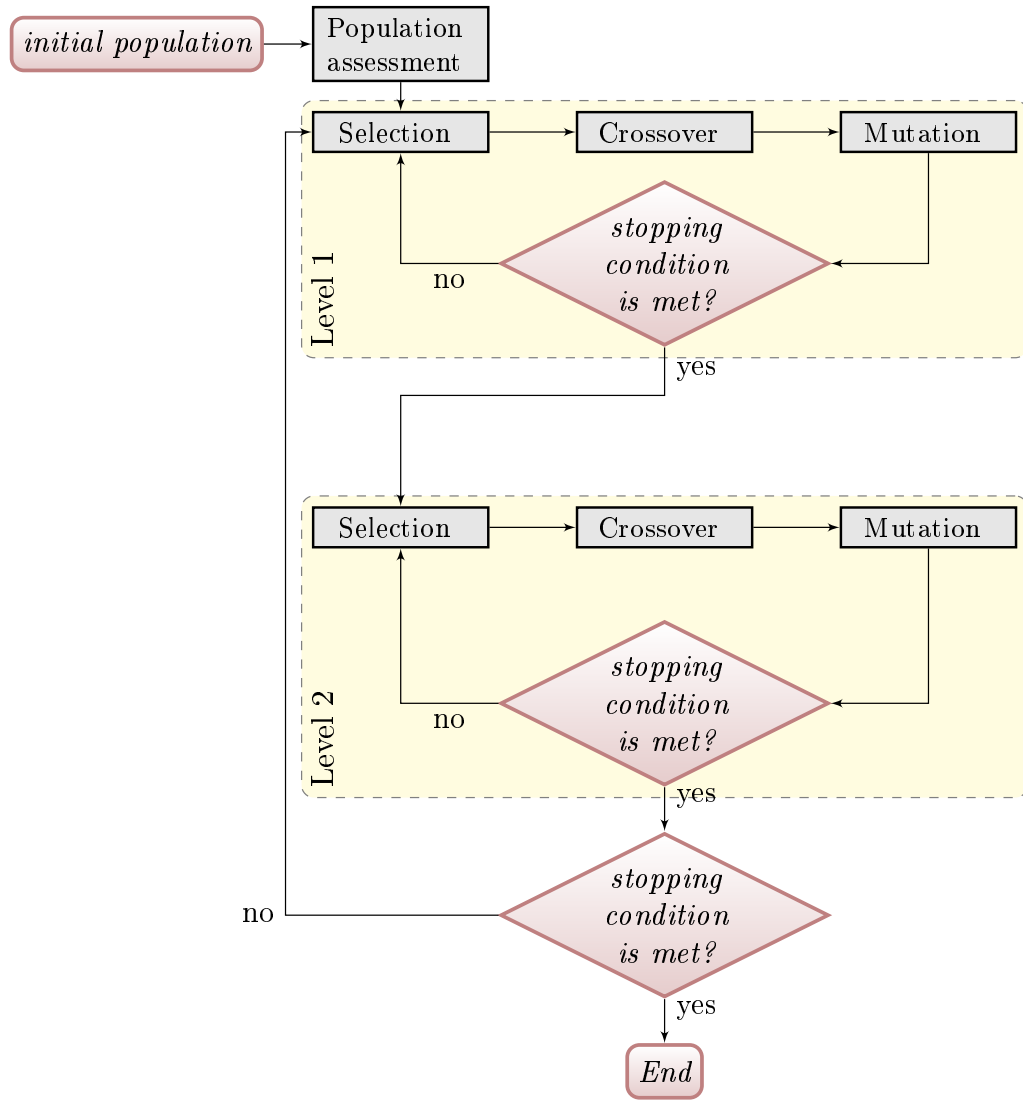 initial population
Population
assessment
Selection
Crossover
Mutation
stopping
condition
is met?
no
Level 1
yes
Selection
Crossover
Mutation
stopping
condition
is met?
no
Level 2
yes
stopping
condition
is met?
no
yes
End